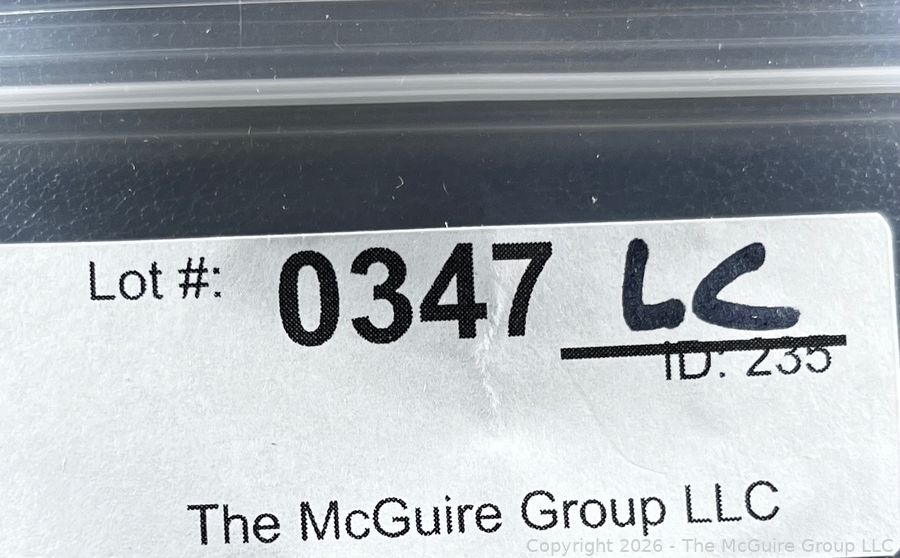 Lot #: 0347 LC
ID: 235
The McGuire Group LLC
Copyright 2026 - The McGuire Group LLC